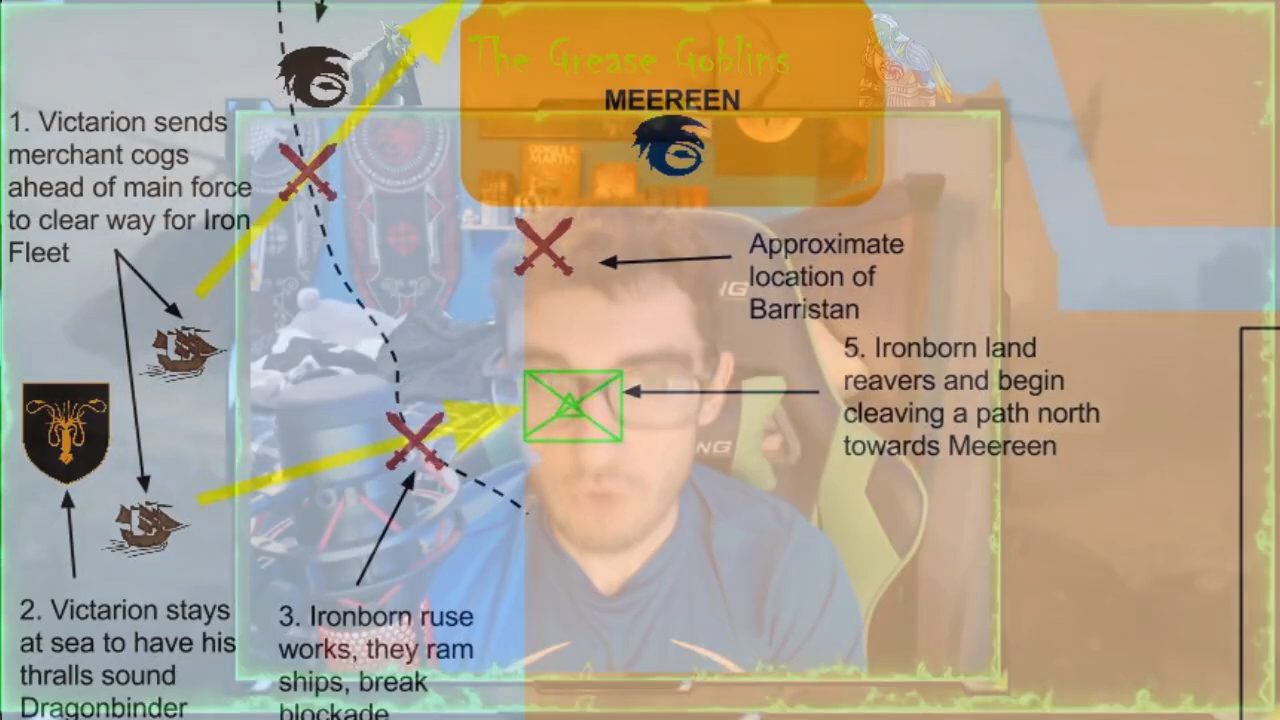 The Grease Goblins
MEEREEN
1. Victarion sends
merchant cogs
ahead of main force
to clear way for Iron
Fleet
MARTIN
Approximate
location of
Barristan
5. Ironborn land
reavers and begin
cleaving a path north
towards Meereen
2. Victarion stays
at sea to have his
thralls sound
Dragonbinder
3. Ironborn ruse
works, they ram
ships, break
blockade